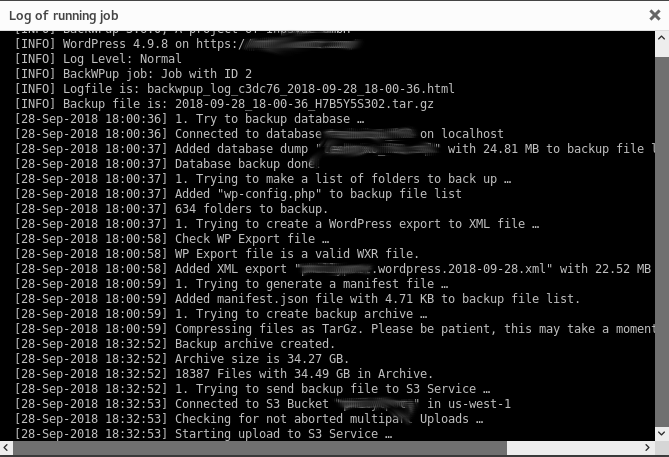 Log of running job
[INFO] BackWPup 3.6.0, A project of
[INFO] WordPress 4.9.8 on https:/
[INFO] Log Level: Normal
[INFO] BackWPup job: Job with ID 2
[INFO] Logfile is: backwpup_log_c3dc76_2018-09-28_18-00-36.html
[INFO] Backup file is: 2018-09-28_18-00-36_H7B5Y5S302.tar.gz
[28-Sep-2018 18:00:36] 1. Try to backup database …
[28-Sep-2018 18:00:36] Connected to database on localhost
[28-Sep-2018 18:00:37] Added database dump " " with 24.81 MB to backup file l
[28-Sep-2018 18:00:37] Database backup done
[28-Sep-2018 18:00:37] 1. Trying to make a list of folders to back up …
[28-Sep-2018 18:00:37] Added "wp-config.php" to backup file list
[28-Sep-2018 18:00:37] 634 folders to backup.
[28-Sep-2018 18:00:37] 1. Trying to create a WordPress export to XML file …
[28-Sep-2018 18:00:58] Check WP Export file …
[28-Sep-2018 18:00:58] WP Export file is a valid WXR file.
[28-Sep-2018 18:00:58] Added XML export " .wordpress.2018-09-28.xml" with 22.52 MB
[28-Sep-2018 18:00:59] 1. Trying to generate a manifest file …
[28-Sep-2018 18:00:59] Added manifest.json file with 4.71 KB to backup file list.
[28-Sep-2018 18:00:59] 1. Trying to create backup archive …
[28-Sep-2018 18:00:59] Compressing files as TarGz. Please be patient, this may take a moment
[28-Sep-2018 18:32:52] Backup archive created.
[28-Sep-2018 18:32:52] Archive size is 34.27 GB.
[28-Sep-2018 18:32:52] 18387 Files with 34.49 GB in Archive.
[28-Sep-2018 18:32:52] 1. Trying to send backup file to S3 Service …
[28-Sep-2018 18:32:53] Connected to S3 Bucket " " in us-west-1
[28-Sep-2018 18:32:53] Checking for not aborted multipa Uploads …
[28-Sep-2018 18:32:53] Starting upload to S3 Service …